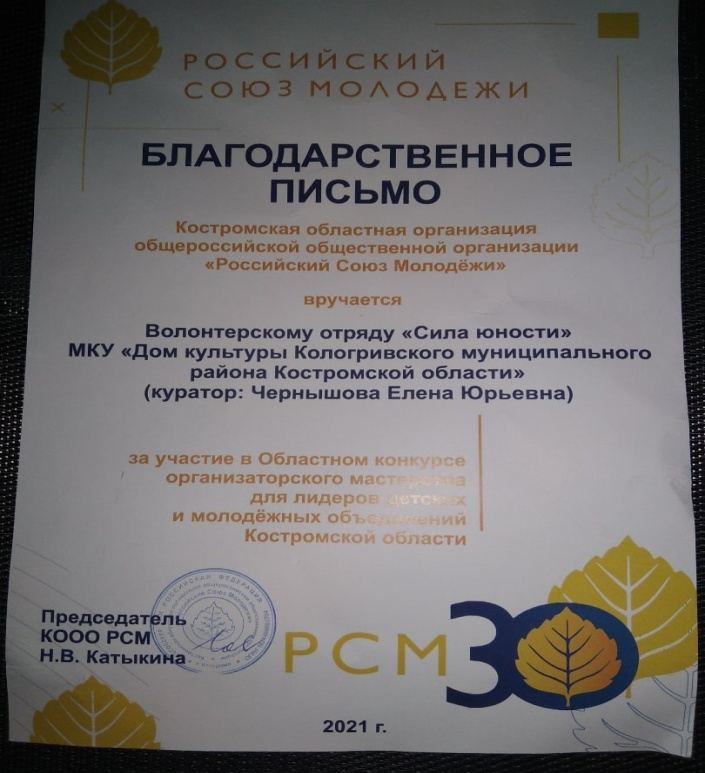 РОССИЙСКИЙ
СОЮЗ МОЛОДЕЖИ
БЛАГОДАРСТВЕННОЕ
ПИСЬМО
Костромская областная организация
общероссийской общественной организации
«Российский Союз Молодёжи»
вручается
Волонтерскому отряду «Сила юности»
МКУ «Дом культуры Кологривского муниципального
района Костромской области»
(куратор: Чернышова Елена Юрьевна)
за участие в Областном конкурсе
организаторского мастерства
для лидеров детских
и молодёжных объединений
Костромской области
Председатель
КООО РСМ
Н.В. Катыкина
РОССИЙСКАЯ ФЕДЕРАЦИЯ
РСМ 30
2021 г.